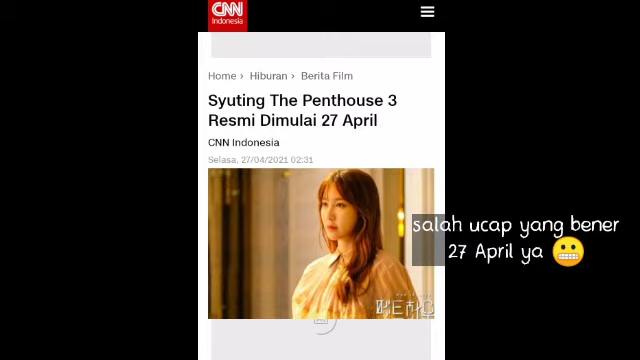 CNN
Indonesia
Home › Hiburan › Berita Film
Syuting The Penthouse 3
Resmi Dimulai 27 April
CNN Indonesia
Selasa, 27/04/2021 02:31
salah ucap yang bener
27 April ya
펜트하우스